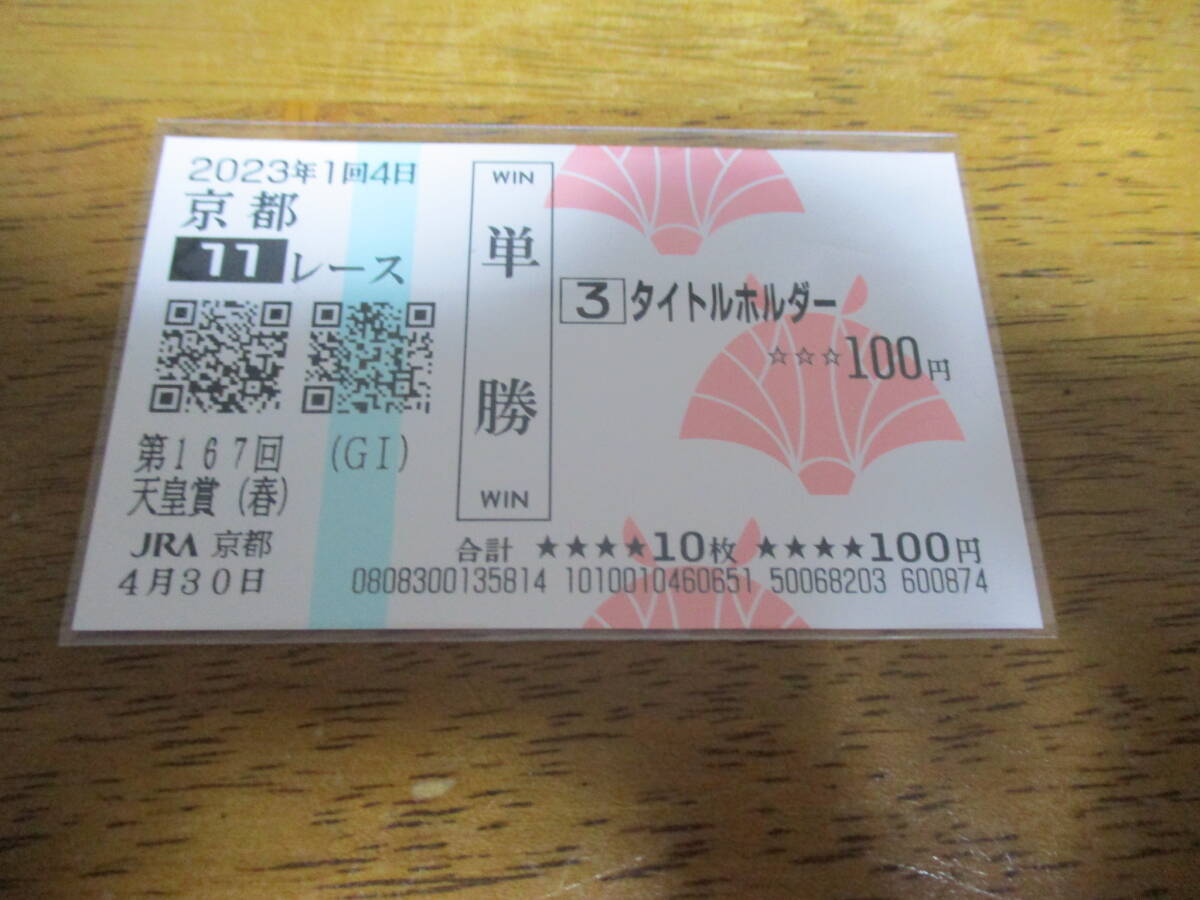 2023年1回4日
京都
11レース
第167回 (GI)
天皇賞(春)
JRA 京都
4月30日
WIN
単勝
WIN
3 タイトルホルダー
☆☆☆100円
合計 ★★★★10枚 ★★★★100円
0808300135814 1010010460651 50068203 600874